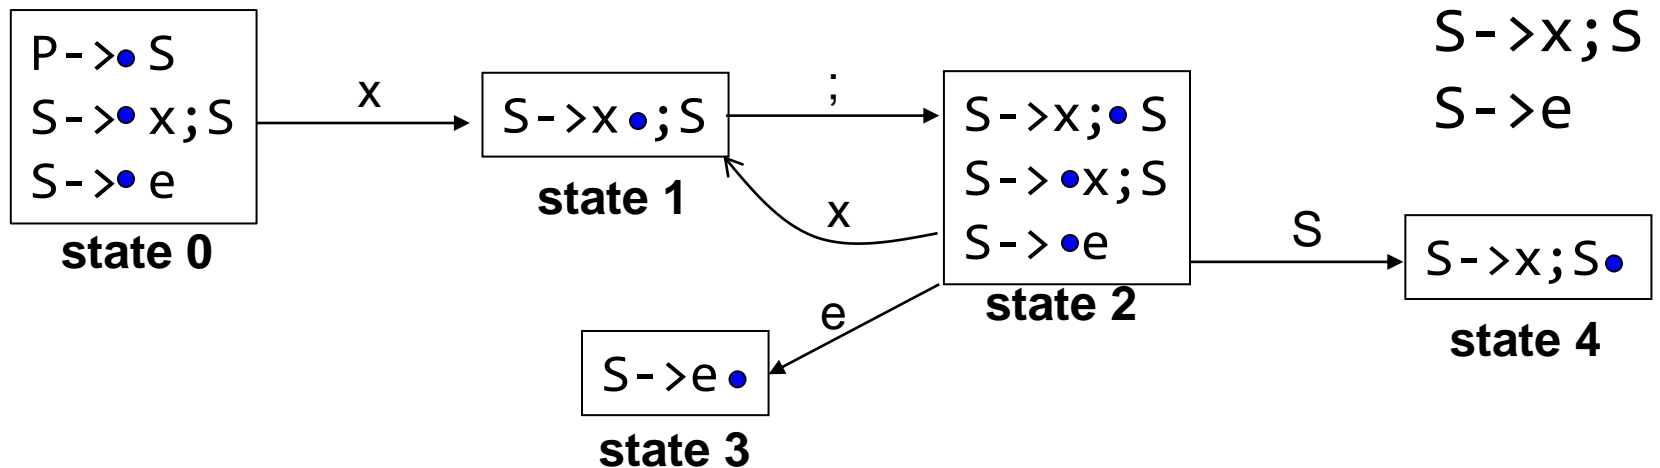 P->• S
S->• x;S
S->• e
state 0
x
S->x •;S
state 1
;
x
S->x;• S
S-> •x;S
S-> •e
state 2
e
S->e •
state 3
S
S->x;S•
state 4
S->x;S
S->e